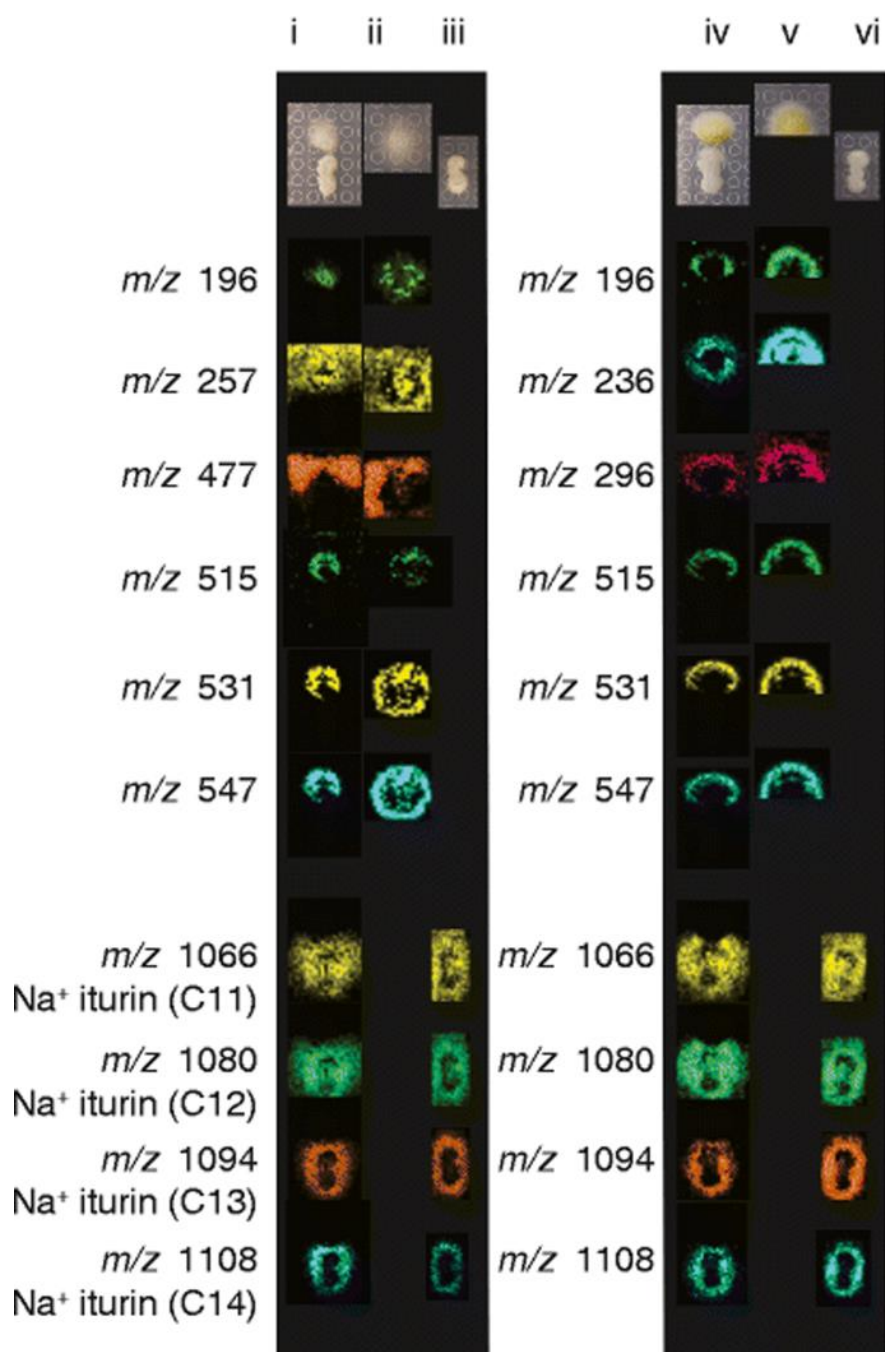 i ii iii iv v vi
m/z 196 m/z 196
m/z 257 m/z 236
m/z 477 m/z 296
m/z 515 m/z 515
m/z 531 m/z 531
m/z 547 m/z 547
m/z 1066 m/z 1066
Na⁺ iturin (C11)
m/z 1080 m/z 1080
Na⁺ iturin (C12)
m/z 1094 m/z 1094
Na⁺ iturin (C13)
m/z 1108 m/z 1108
Na⁺ iturin (C14)